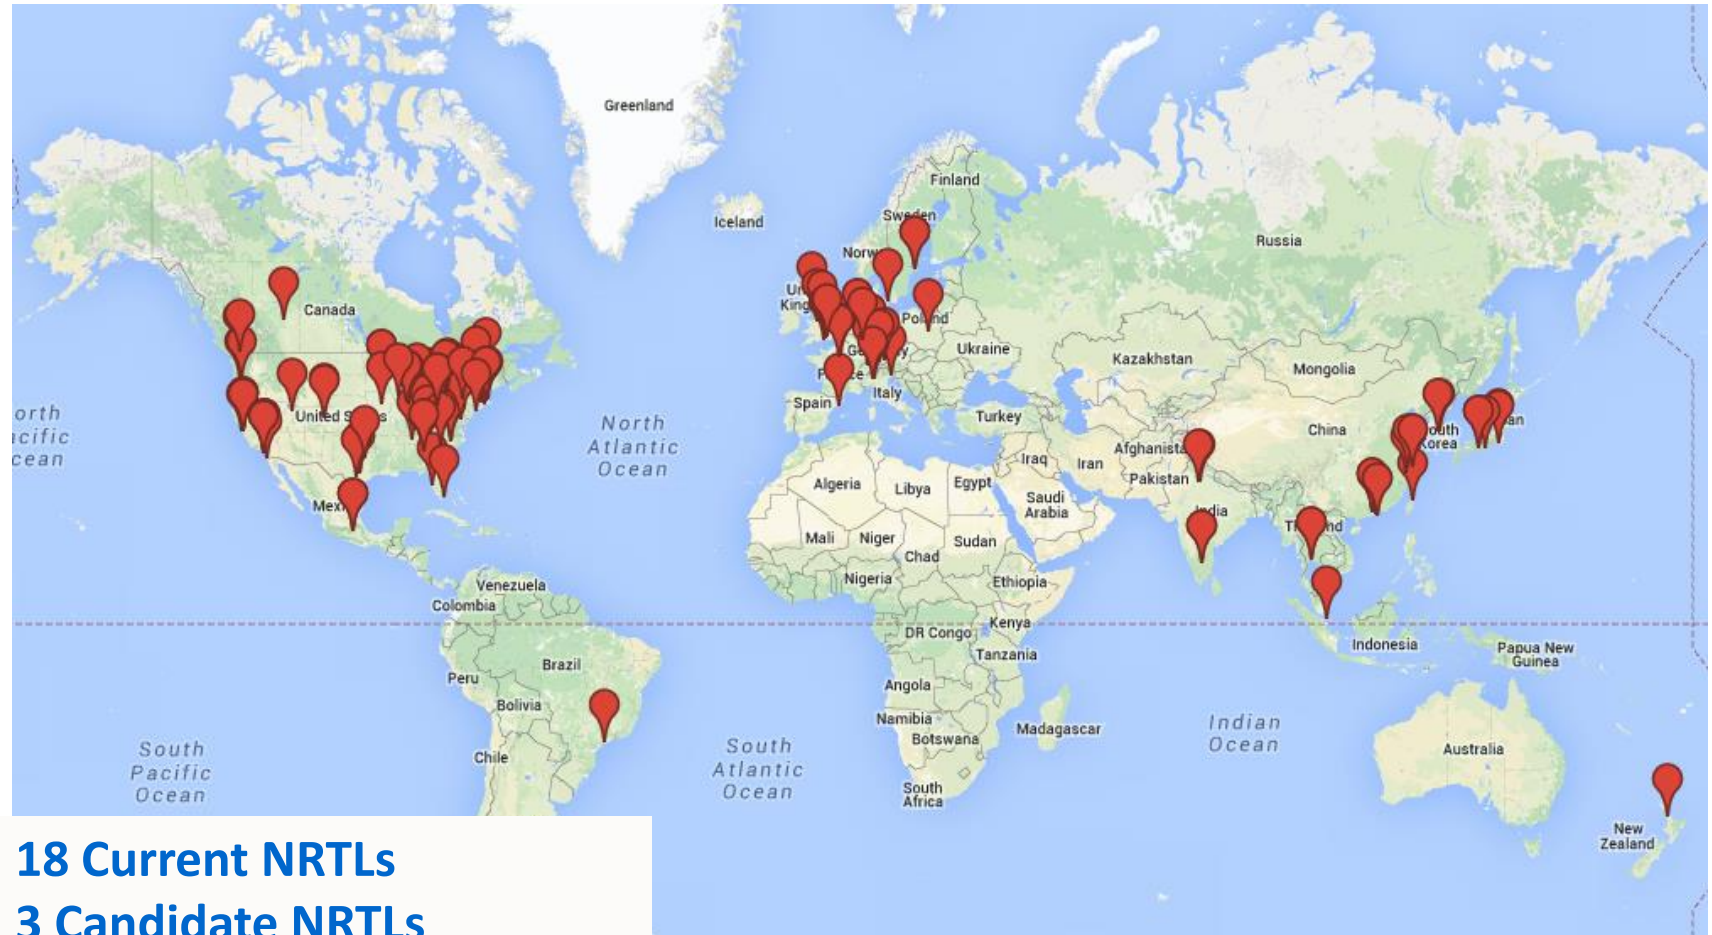 Greenland
Finland
Iceland
Sweden
Russia
Canada
Poland
Ukraine
Kazakhstan
Mongolia
Italy
Spain
Turkey
North
Atlantic
Ocean
China
Korea
Iraq
Iran
Pakistan
Algeria
Libya
Egypt
Saudi
Arabia
India
Mali
Niger
Chad
Sudan
Nigeria
Ethiopia
Venezuela
Colombia
DR Congo
Kenya
Tanzania
Indonesia
Papua New
Guinea
Brazil
Peru
Bolivia
Angola
Namibia
Botswana
Madagascar
Indian
Ocean
Chile
South
Pacific
Ocean
South
Atlantic
Ocean
South
Africa
Australia
New
Zealand
18 Current NRTLs
3 Candidate NRTLs